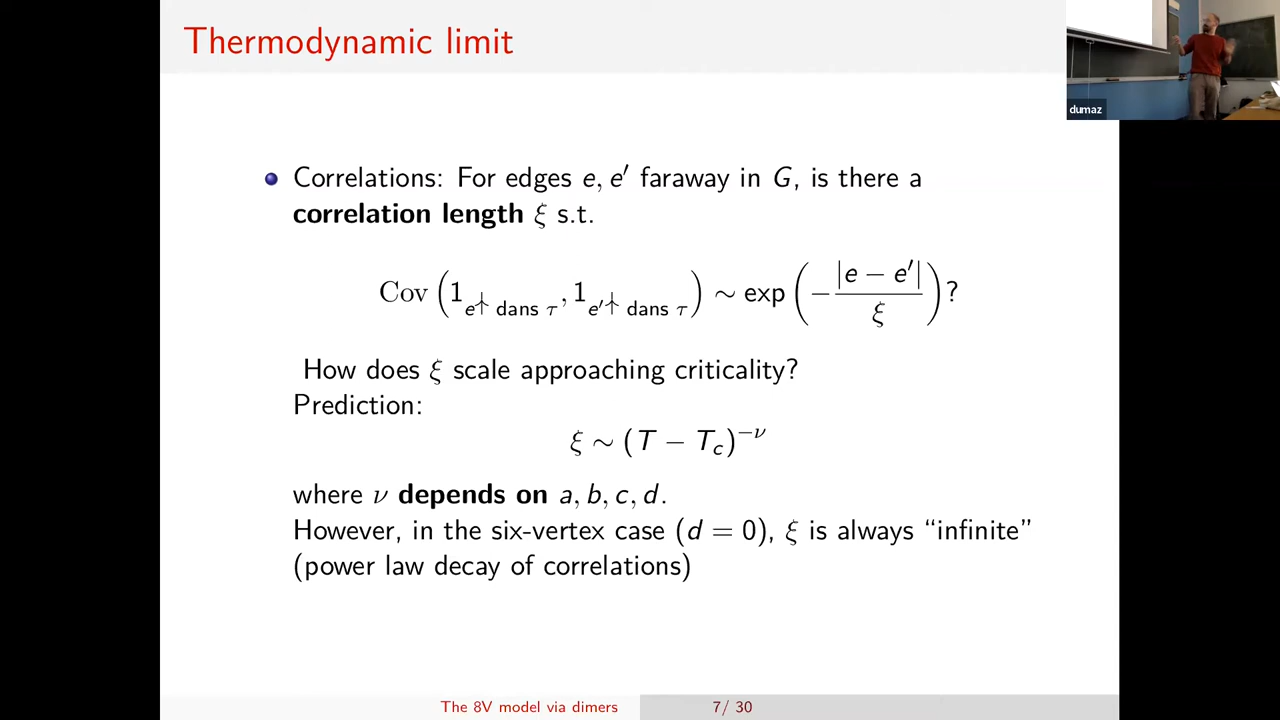 Thermodynamic limit
dumaz
Correlations: For edges e, e′ faraway in G, is there a
correlation length ξ s.t.
Cov(1_{e⅄ dans τ}, 1_{e′⅄ dans τ}) ∼ exp(−|e − e′|/ξ)?
How does ξ scale approaching criticality?
Prediction:
ξ ∼ (T − T_c)^{−ν}
where ν depends on a, b, c, d.
However, in the six-vertex case (d = 0), ξ is always “infinite”
(power law decay of correlations)
The 8V model via dimers 7/ 30